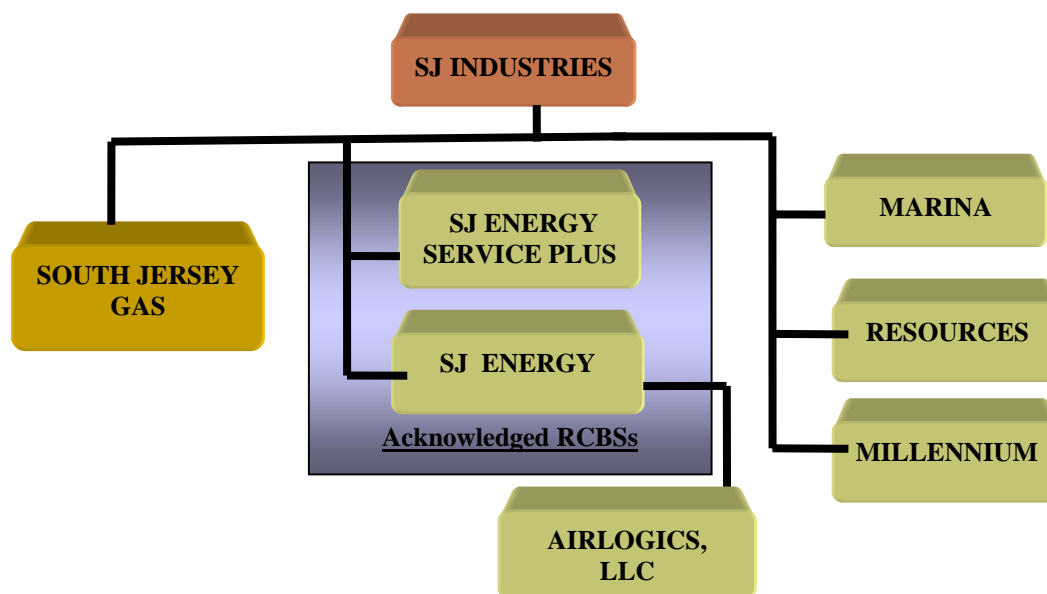 SJ INDUSTRIES
SOUTH JERSEY
GAS
SJ ENERGY
SERVICE PLUS
SJ ENERGY
Acknowledged RCBSs
AIRLOGICS,
LLC
MARINA
RESOURCES
MILLENNIUM